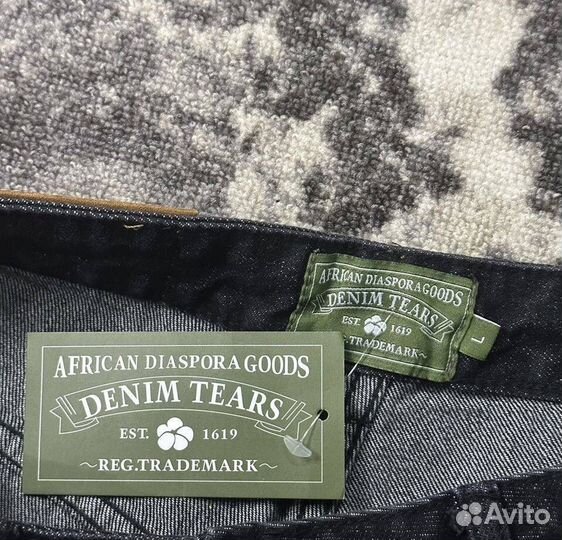 AFRICAN DIASPORA GOODS
DENIM TEARS
EST. 1619
REG.TRADEMARK~
L
AFRICAN DIASPORA GOODS
DENIM TEARS
EST. 1619
~REG.TRADEMARK~
Avito